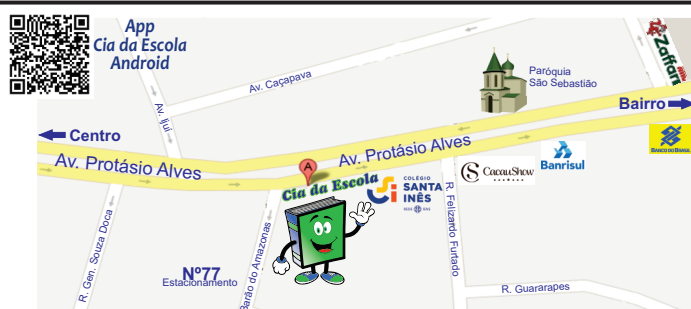 App
Cia da Escola
Android
Av. Caçapava
Av. Ijuí
Paróquia
São Sebastião
Zaffari
Bairro
Centro
BANCO DO BRASIL
Av. Protásio Alves
Av. Protásio Alves
A
Cia da Escola
COLÉGIO
SANTA
INÊS
CacauShow
Banrisul
R. Gen. Souza Doca
Barão do Amazonas
R. Felizardo Furtado
Nº77
Estacionamento
R. Guararapes